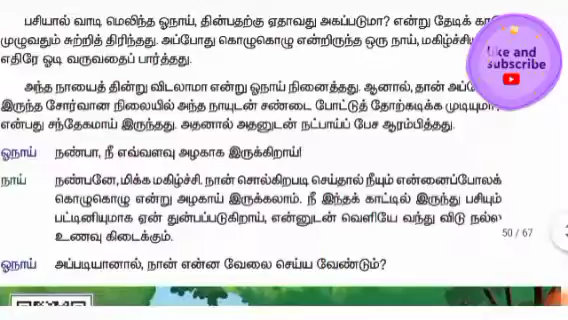 பசியால் வாடி மெலிந்த ஓநாய், தின்பதற்கு ஏதாவது அகப்படுமா? என்று தேடிக்
முழுவதும் சுற்றித் திரிந்தது. அப்போது கொழுகொழு என்றிருந்த ஒரு நாய்,
எதிரே ஓடி வருவதைப் பார்த்தது.
like and
subscribe
அந்த நாயைத் தின்று விடலாமா என்று ஓநாய் நினைத்தது. ஆனால், தான்
இருந்த சோர்வான நிலையில் அந்த நாயுடன் சண்டை போட்டுத் தோற்கடிக்க
என்பது சந்தேகமாய் இருந்தது. அதனால் அதனுடன் நட்பாய்ப் பேச ஆரம்பித்தது.
ஓநாய் நண்பா, நீ எவ்வளவு அழகாக இருக்கிறாய்!
நாய் நண்பனே, மிக்க மகிழ்ச்சி. நான் சொல்கிறபடி செய்தால் நீயும் என்னைப்போலக்
கொழுகொழு என்று அழகாய் இருக்கலாம். நீ இந்தக் காட்டில் இருந்து பசியும்
பட்டினியுமாக ஏன் துன்பப்படுகிறாய், என்னுடன் வெளியே வந்து விடு நல்ல
உணவு கிடைக்கும்.
50 / 67
ஓநாய் அப்படியானால், நான் என்ன வேலை செய்ய வேண்டும்?